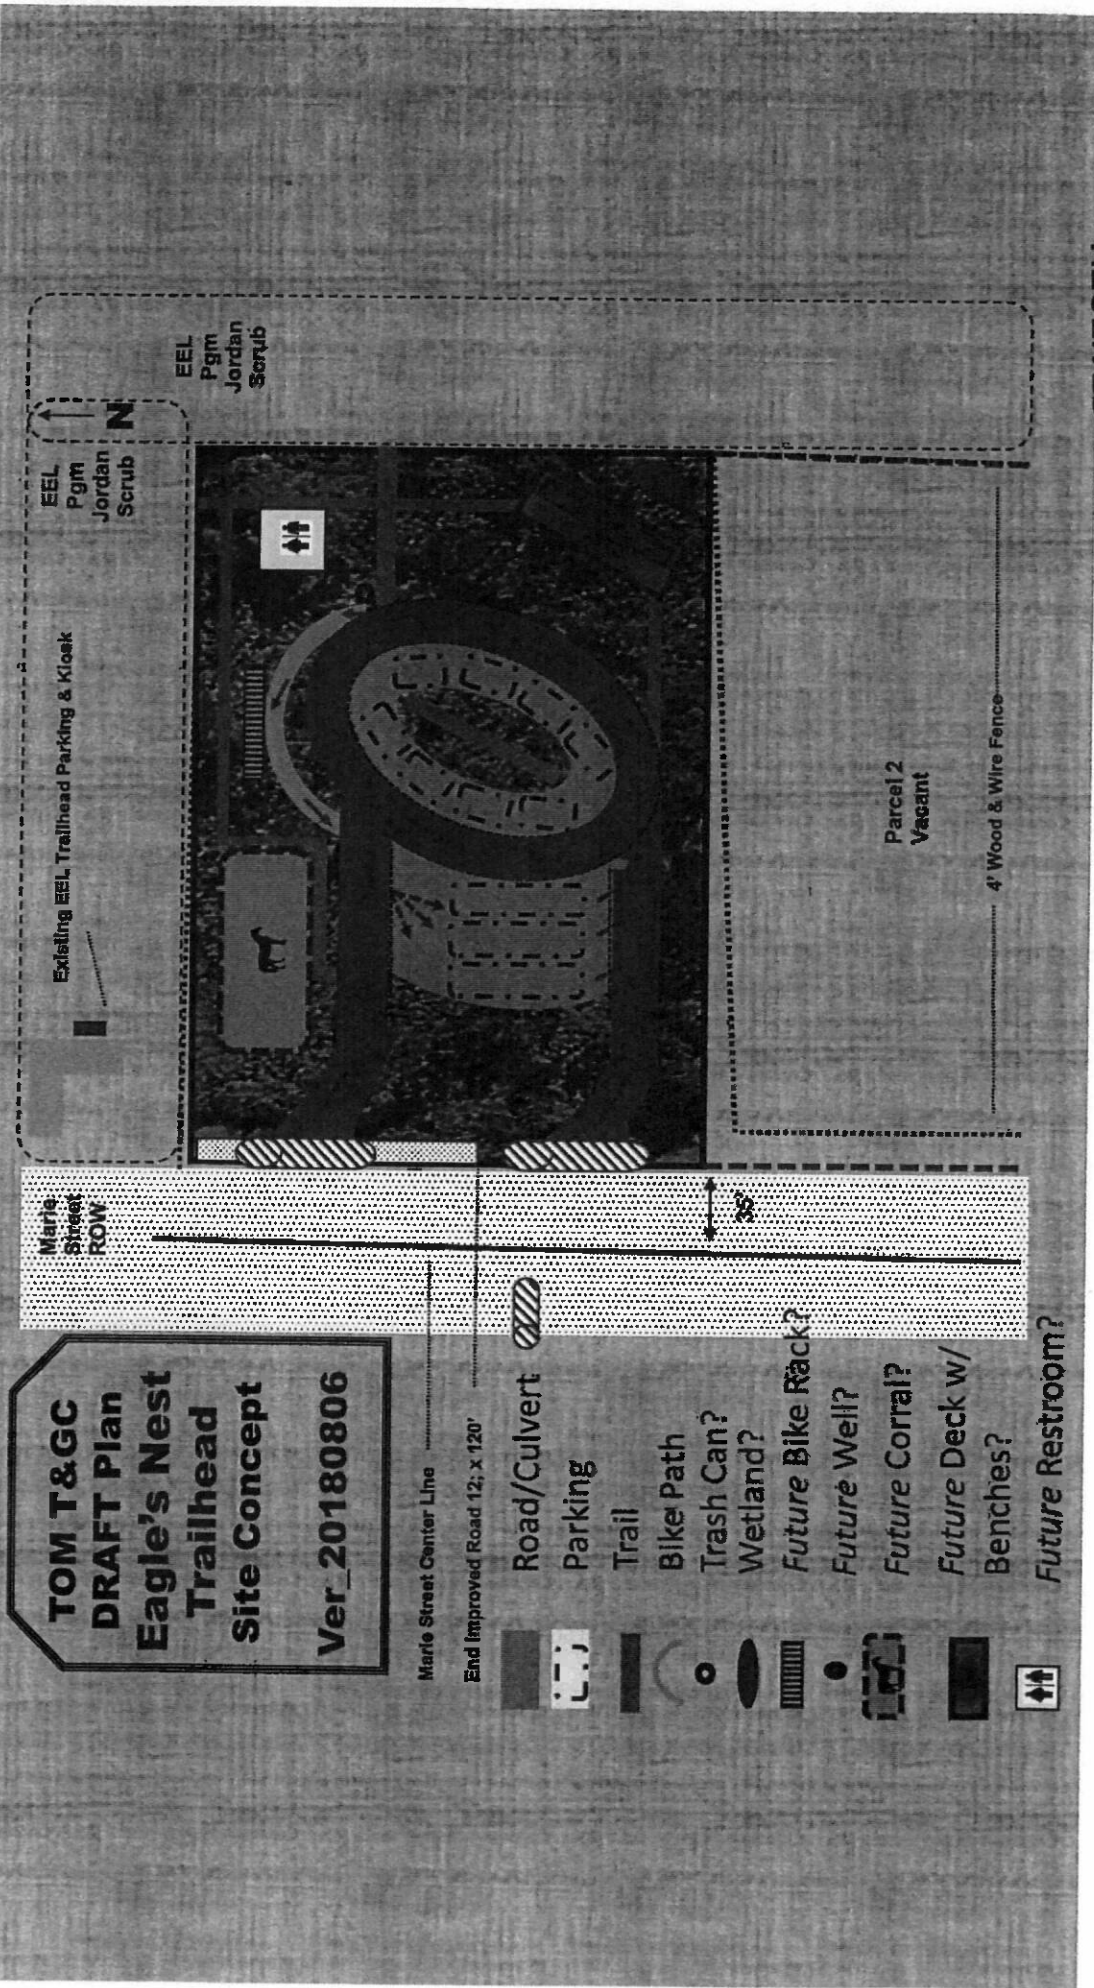 TOM T&GC
DRAFT Plan
Eagle's Nest
Trailhead
Site Concept
Ver_20180806
Marie
Street
ROW
Existing EEL Trailhead Parking & Kiosk
EEL
Pgm
Jordan
Scrub
N
EEL
Pgm
Jordan
Scrub
Marie Street Center Line
End Improved Road 12; x 120'
35'
Parcel 2
Vacant
4' Wood & Wire Fence
Road/Culvert
Parking
Trail
Bike Path
Trash Can?
Wetland?
Future Bike Rack?
Future Well?
Future Corral?
Future Deck w/
Benches?
Future Restroom?